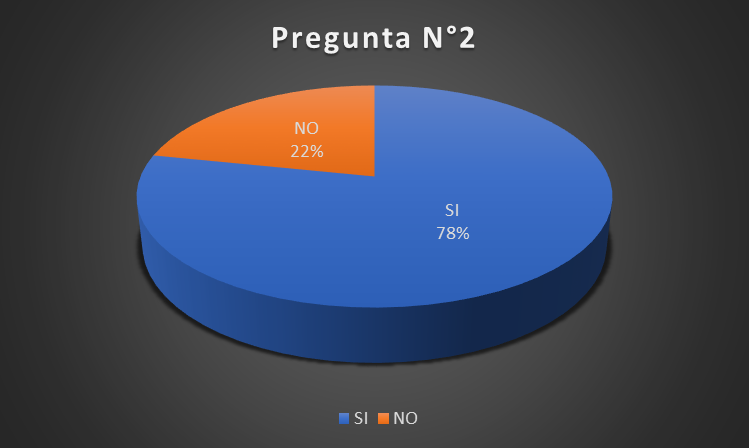 Pregunta N°2
NO
22%
SI
78%
SI NO